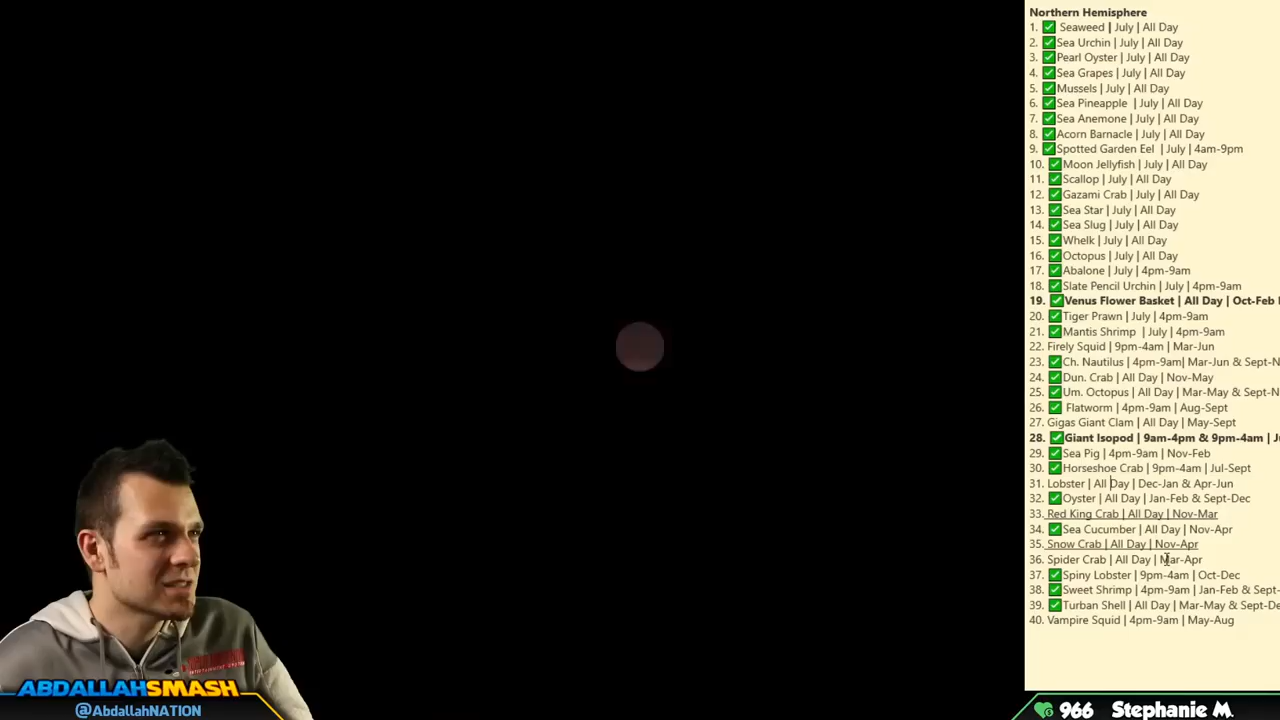 Northern Hemisphere
1. ✅ Seaweed | July | All Day
2. ✅Sea Urchin | July | All Day
3. ✅Pearl Oyster | July | All Day
4. ✅Sea Grapes | July | All Day
5. ✅Mussels | July | All Day
6. ✅Sea Pineapple | July | All Day
7. ✅Sea Anemone | July | All Day
8. ✅Acorn Barnacle | July | All Day
9. ✅Spotted Garden Eel | July | 4am-9pm
10. ✅Moon Jellyfish | July | All Day
11. ✅Scallop | July | All Day
12. ✅Gazami Crab | July | All Day
13. ✅Sea Star | July | All Day
14. ✅Sea Slug | July | All Day
15. ✅Whelk | July | All Day
16. ✅Octopus | July | All Day
17. ✅Abalone | July | 4pm-9am
18. ✅Slate Pencil Urchin | July | 4pm-9am
19. ✅Venus Flower Basket | All Day | Oct-Feb
20. ✅Tiger Prawn | July | 4pm-9am
21. ✅Mantis Shrimp | July | 4pm-9am
22. Firely Squid | 9pm-4am | Mar-Jun
23. ✅Ch. Nautilus | 4pm-9am| Mar-Jun & Sept-N
24. ✅Dun. Crab | All Day | Nov-May
25. ✅Um. Octopus | All Day | Mar-May & Sept-N
26. ✅ Flatworm | 4pm-9am | Aug-Sept
27. Gigas Giant Clam | All Day | May-Sept
28. ✅Giant Isopod | 9am-4pm & 9pm-4am | Ju
29. ✅Sea Pig | 4pm-9am | Nov-Feb
30. ✅Horseshoe Crab | 9pm-4am | Jul-Sept
31. Lobster | All Day | Dec-Jan & Apr-Jun
32. ✅Oyster | All Day | Jan-Feb & Sept-Dec
33. Red King Crab | All Day | Nov-Mar
34. ✅Sea Cucumber | All Day | Nov-Apr
35. Snow Crab | All Day | Nov-Apr
36. Spider Crab | All Day | Mar-Apr
37. ✅Spiny Lobster | 9pm-4am | Oct-Dec
38. ✅Sweet Shrimp | 4pm-9am | Jan-Feb & Sept-
39. ✅Turban Shell | All Day | Mar-May & Sept-De
40. Vampire Squid | 4pm-9am | May-Aug
ABDALLAHSMASH
@AbdallahNATION
966 Stephanie M.